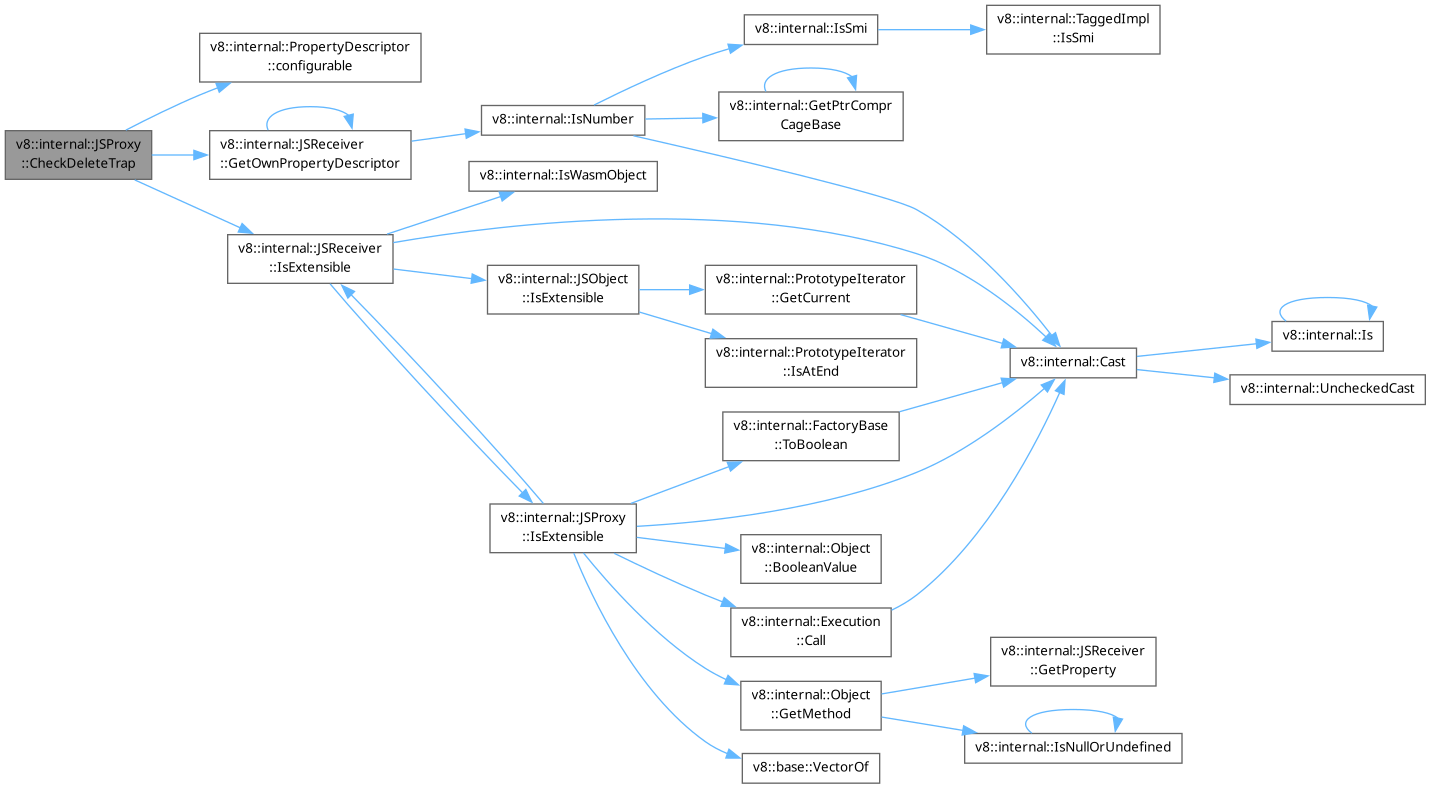 v8::internal::JSProxy
::CheckDeleteTrap
v8::internal::PropertyDescriptor
::configurable
v8::internal::JSReceiver
::GetOwnPropertyDescriptor
v8::internal::JSReceiver
::IsExtensible
v8::internal::IsNumber
v8::internal::IsWasmObject
v8::internal::JSObject
::IsExtensible
v8::internal::JSProxy
::IsExtensible
v8::internal::IsSmi
v8::internal::GetPtrCompr
CageBase
v8::internal::PrototypeIterator
::GetCurrent
v8::internal::PrototypeIterator
::IsAtEnd
v8::internal::FactoryBase
::ToBoolean
v8::internal::Object
::BooleanValue
v8::internal::Execution
::Call
v8::internal::Object
::GetMethod
v8::base::VectorOf
v8::internal::TaggedImpl
::IsSmi
v8::internal::Cast
v8::internal::JSReceiver
::GetProperty
v8::internal::IsNullOrUndefined
v8::internal::Is
v8::internal::UncheckedCast